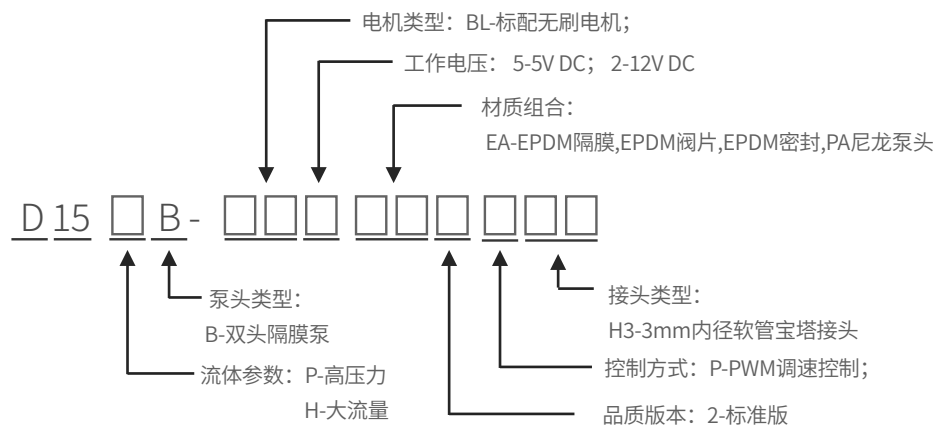 电机类型：BL-标配无刷电机；
工作电压： 5-5V DC； 2-12V DC
材质组合：
EA-EPDM隔膜,EPDM阀片,EPDM密封,PA尼龙泵头
D 15 □ B - □□□ □□□ □□□
泵头类型：
B-双头隔膜泵
流体参数：P-高压力
H-大流量
接头类型：
H3-3mm内径软管宝塔接头
控制方式：P-PWM调速控制；
品质版本：2-标准版